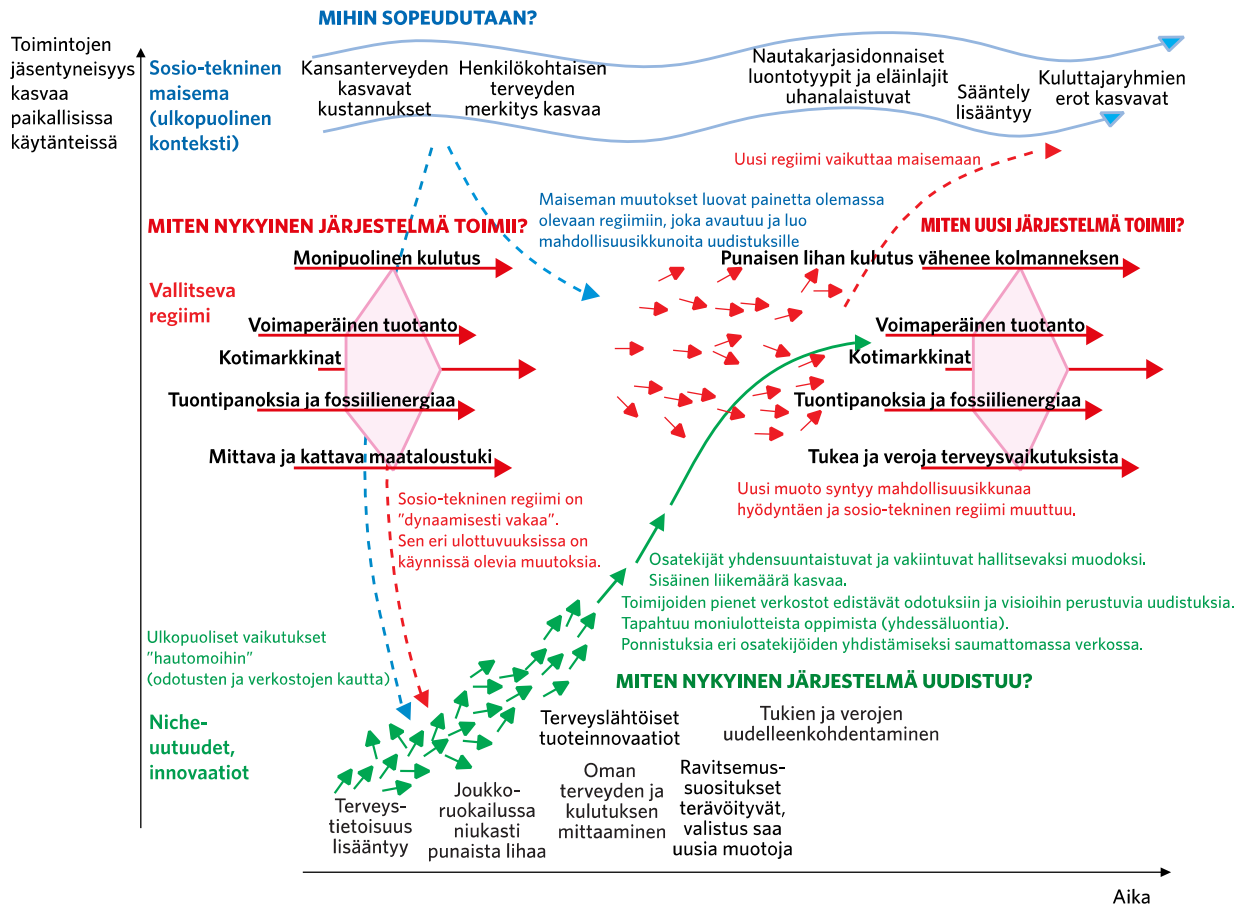 MIHIN SOPEUDUTAAN?
Toimintojen
jäsentyneisyys
kasvaa
paikallisissa
käytänteissä
Sosio-tekninen
maisema
(ulkopuolinen
konteksti)
Kansanterveyden
kasvavat
kustannukset
Henkilökohtaisen
terveyden
merkitys kasvaa
Nautakarjasidonnaiset
luontotyypit ja eläinlajit
uhanalaistuvat
Sääntely
lisääntyy
Kuluttajaryhmien
erot kasvavat
Uusi regiimi vaikuttaa maisemaan
Maiseman muutokset luovat painetta olemassa
olevaan regiimiin, joka avautuu ja luo
mahdollisuusikkunoita uudistuksille
MITEN NYKYINEN JÄRJESTELMÄ TOIMII?
MITEN UUSI JÄRJESTELMÄ TOIMII?
Vallitseva
regiimi
Monipuolinen kulutus
Voimaperäinen tuotanto
Kotimarkkinat
Tuontipanoksia ja fossiilienergiaa
Mittava ja kattava maataloustuki
Punaisen lihan kulutus vähenee kolmanneksen
Voimaperäinen tuotanto
Kotimarkkinat
Tuontipanoksia ja fossiilienergiaa
Tukea ja veroja terveysvaikutuksista
Sosio-tekninen regiimi on
"dynaamisesti vakaa".
Sen eri ulottuvuuksissa on
käynnissä olevia muutoksia.
Uusi muoto syntyy mahdollisuusikkunaa
hyödyntäen ja sosio-tekninen regiimi muuttuu.
Osatekijät yhdensuuntaistuvat ja vakiintuvat hallitsevaksi muodoksi.
Sisäinen liikemäärä kasvaa.
Toimijoiden pienet verkostot edistävät odotuksiin ja visioihin perustuvia uudistuksia.
Tapahtuu moniulotteista oppimista (yhdessäluontia).
Ponnistuksia eri osatekijöiden yhdistämiseksi saumattomassa verkossa.
Ulkopuoliset vaikutukset
"hautomoihin"
(odotusten ja verkostojen kautta)
MITEN NYKYINEN JÄRJESTELMÄ UUDISTUU?
Niche-
uutuudet,
innovaatiot
Terveyslähtöiset
tuoteinnovaatiot
Tukien ja verojen
uudelleenkohdentaminen
Terveys-
tietoisuus
lisääntyy
Joukko-
ruokailussa
niukasti
punaista lihaa
Oman
terveyden ja
kulutuksen
mittaaminen
Ravitsemus-
suositukset
terävöityvät,
valistus saa
uusia muotoja
Aika